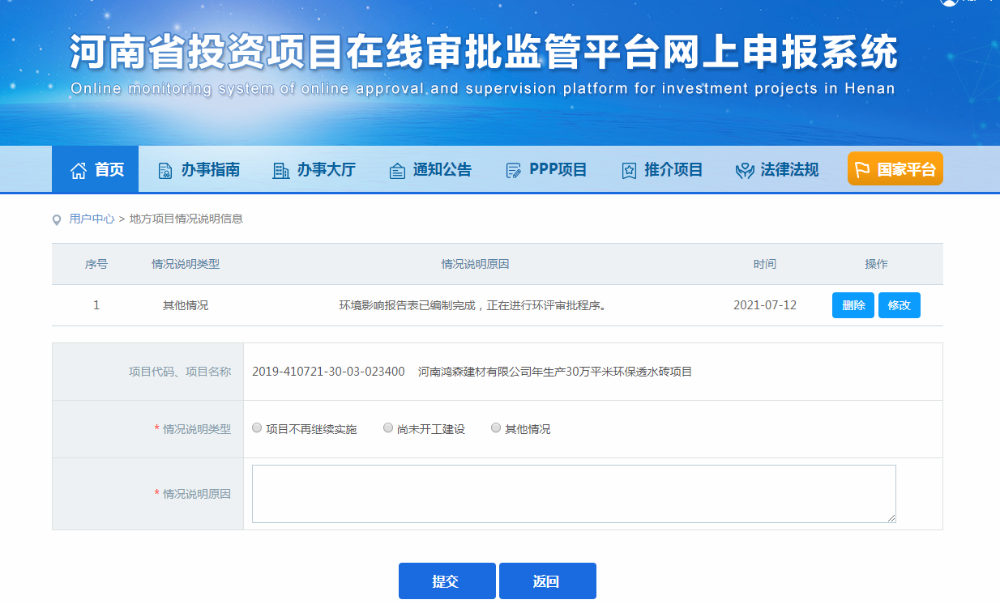 河南省投资项目在线审批监管平台网上申报系统
Online monitoring system of online approval and supervision platform for investment projects in Henan
首页 办事指南 办事大厅 通知公告 PPP项目 推介项目 法律法规 国家平台
用户中心 > 地方项目情况说明信息
序号 情况说明类型 情况说明原因 时间 操作
1 其他情况 环境影响报告表已编制完成，正在进行环评审批程序。 2021-07-12 删除 修改
项目代码、项目名称 2019-410721-30-03-023400 河南鸿森建材有限公司年生产30万平米环保透水砖项目
* 情况说明类型 项目不再继续实施 尚未开工建设 其他情况
* 情况说明原因
提交 返回